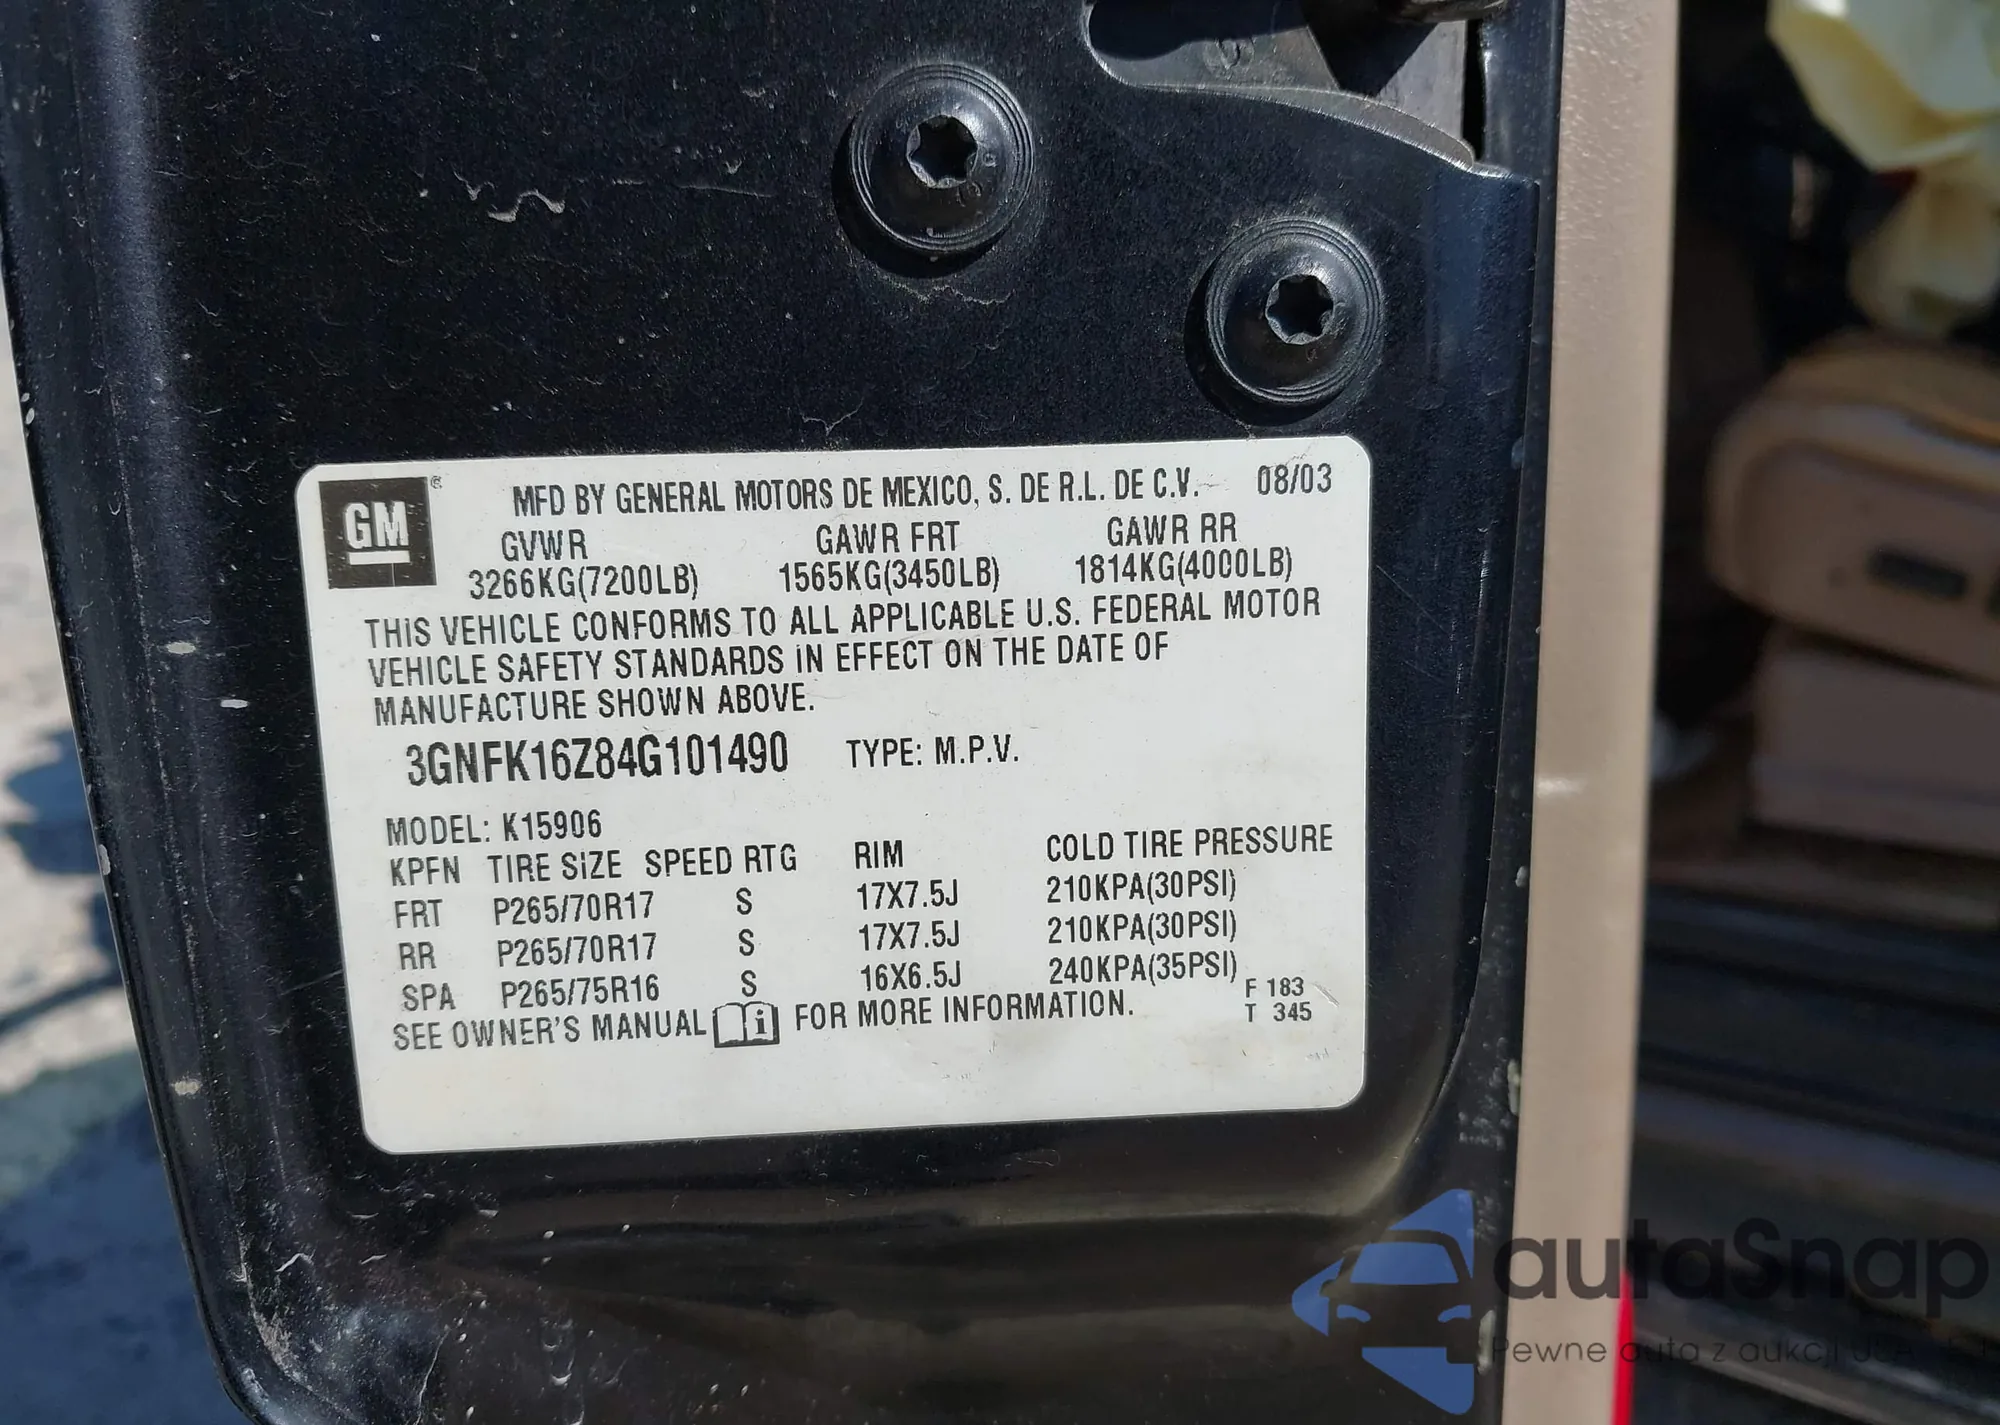 GM ®
MFD BY GENERAL MOTORS DE MEXICO, S. DE R.L. DE C.V. 08/03
GVWR GAWR FRT GAWR RR
3266KG(7200LB) 1565KG(3450LB) 1814KG(4000LB)
THIS VEHICLE CONFORMS TO ALL APPLICABLE U.S. FEDERAL MOTOR
VEHICLE SAFETY STANDARDS IN EFFECT ON THE DATE OF
MANUFACTURE SHOWN ABOVE.
3GNFK16Z84G101490 TYPE: M.P.V.
MODEL: K15906
KPFN TIRE SIZE SPEED RTG RIM COLD TIRE PRESSURE
FRT P265/70R17 S 17X7.5J 210KPA(30PSI)
RR P265/70R17 S 17X7.5J 210KPA(30PSI)
SPA P265/75R16 S 16X6.5J 240KPA(35PSI)
SEE OWNER'S MANUAL i FOR MORE INFORMATION.
F 183
T 345
autaSnap
Pewne auta z aukcji